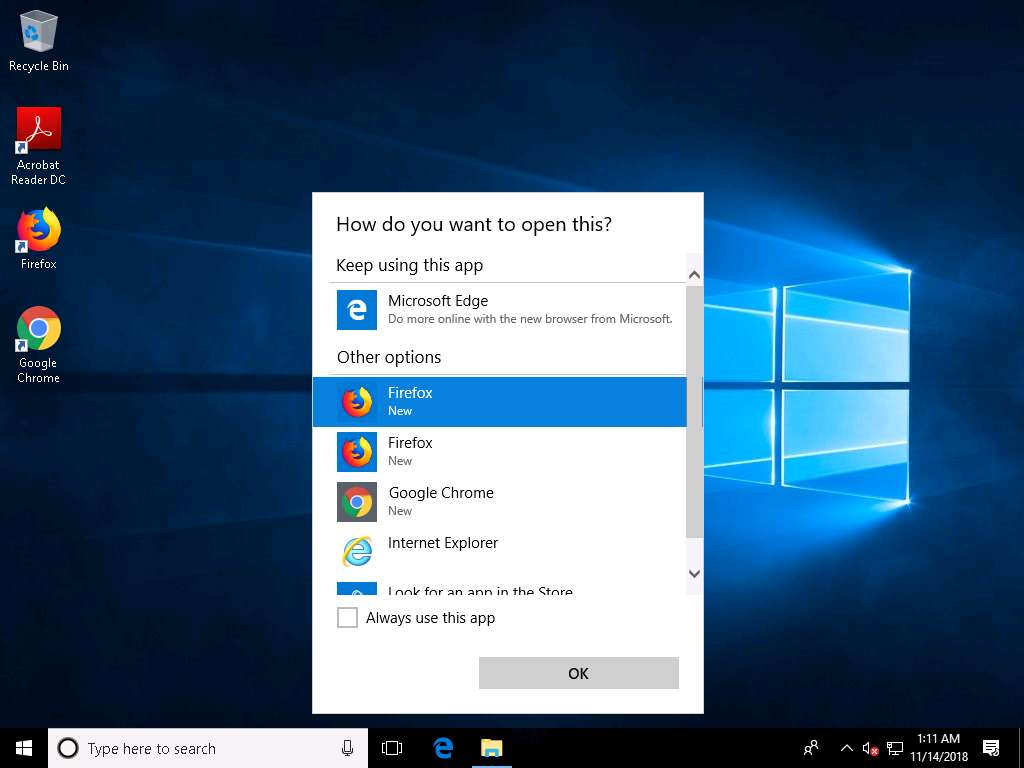 Recycle Bin
Acrobat
Reader DC
Firefox
Google
Chrome
How do you want to open this?
Keep using this app
Microsoft Edge
Do more online with the new browser from Microsoft.
Other options
Firefox
New
Firefox
New
Google Chrome
New
Internet Explorer
Look for an app in the Store
Always use this app
OK
Type here to search
1:11 AM
11/14/2018